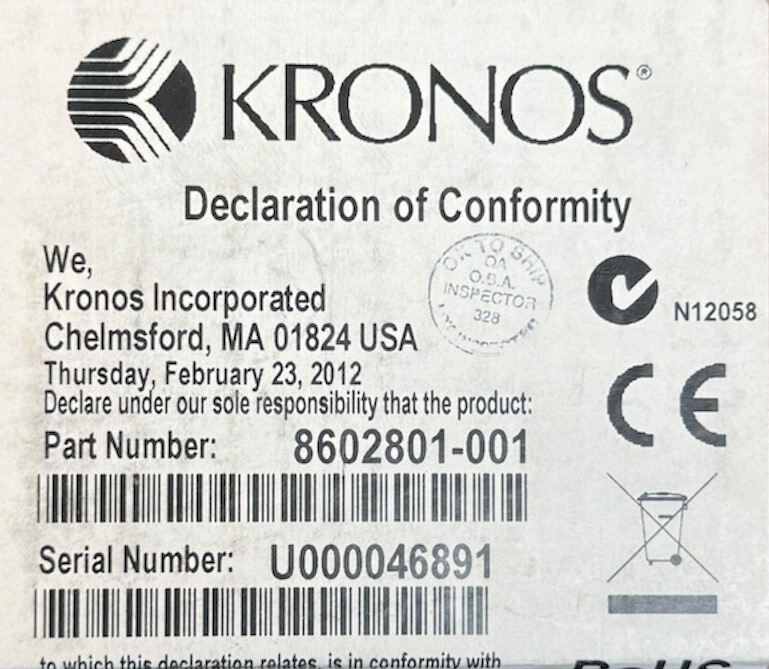 KRONOS®
Declaration of Conformity
We,
Kronos Incorporated
Chelmsford, MA 01824 USA
Thursday, February 23, 2012
Declare under our sole responsibility that the product:
Part Number: 8602801-001
Serial Number: U000046891
to which this declaration relates, is in conformity with
OK TO SHIP
QA
O.B.A.
INSPECTOR
328
N12058
CE
RoHS